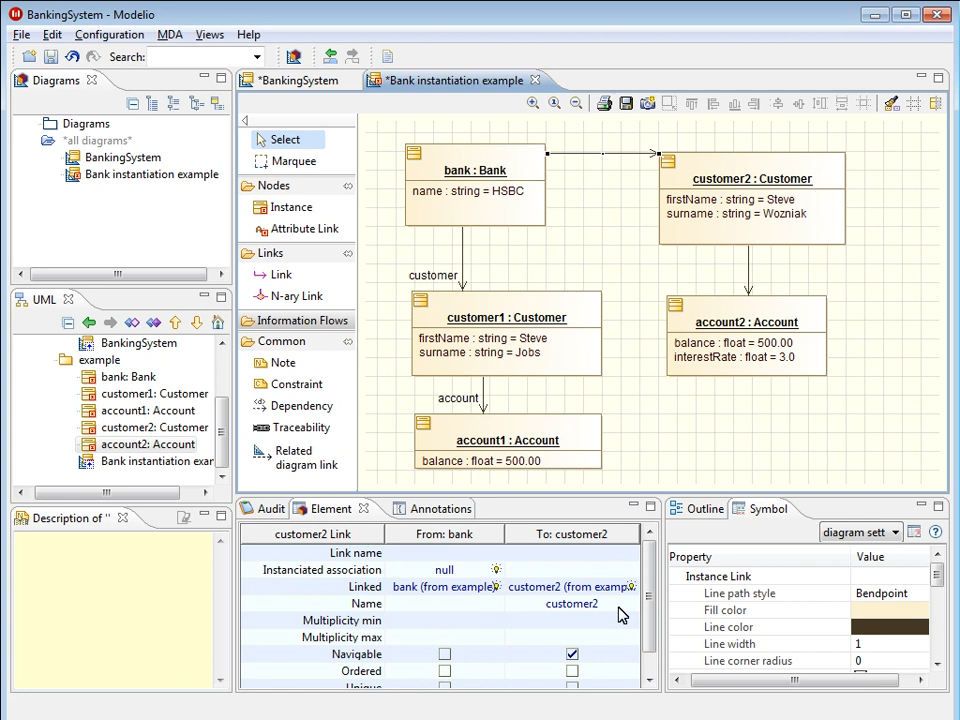 BankingSystem - Modelio
File Edit Configuration MDA Views Help
Search:
Diagrams
Diagrams
*all diagrams*
BankingSystem
Bank instantiation example
UML
BankingSystem
example
bank: Bank
customer1: Customer
account1: Account
customer2: Customer
account2: Account
Bank instantiation exar
Description of "
*BankingSystem
*Bank instantiation example
Select
Marquee
Nodes
Instance
Attribute Link
Links
Link
N-ary Link
Information Flows
Common
Note
Constraint
Dependency
Traceability
Related
diagram link
bank : Bank
name : string = HSBC
customer
customer1 : Customer
firstName : string = Steve
surname : string = Jobs
account
account1 : Account
balance : float = 500.00
customer2 : Customer
firstName : string = Steve
surname : string = Wozniak
account2 : Account
balance : float = 500.00
interestRate : float = 3.0
Audit Element Annotations
customer2 Link From: bank To: customer2
Link name
Instanciated association null
Linked bank (from example) customer2 (from examp
Name customer2
Multiplicity min
Multiplicity max
Navigable
Ordered
Unique
Outline Symbol
diagram sett
Property Value
Instance Link
Line path style Bendpoint
Fill color
Line color
Line width 1
Line corner radius 0